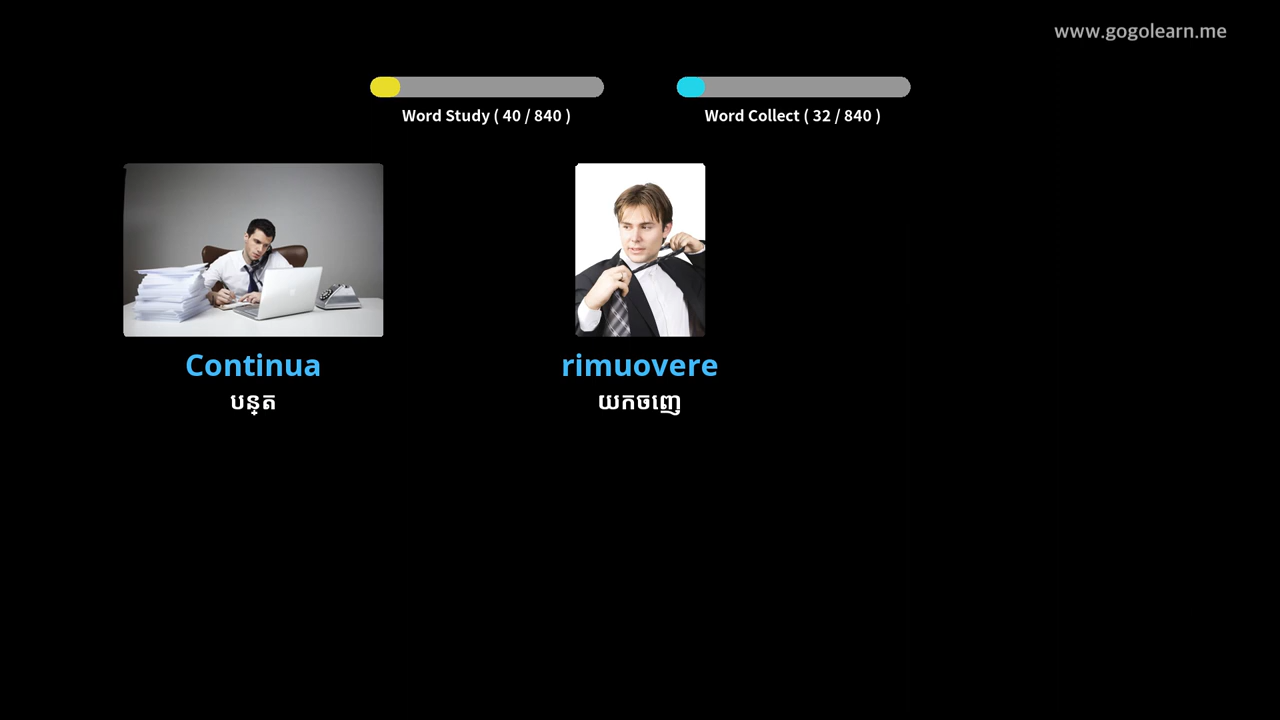 www.gogolearn.me
Word Study ( 40 / 840 )
Word Collect ( 32 / 840 )
Continua
បន្ត
rimuovere
យកចេញ